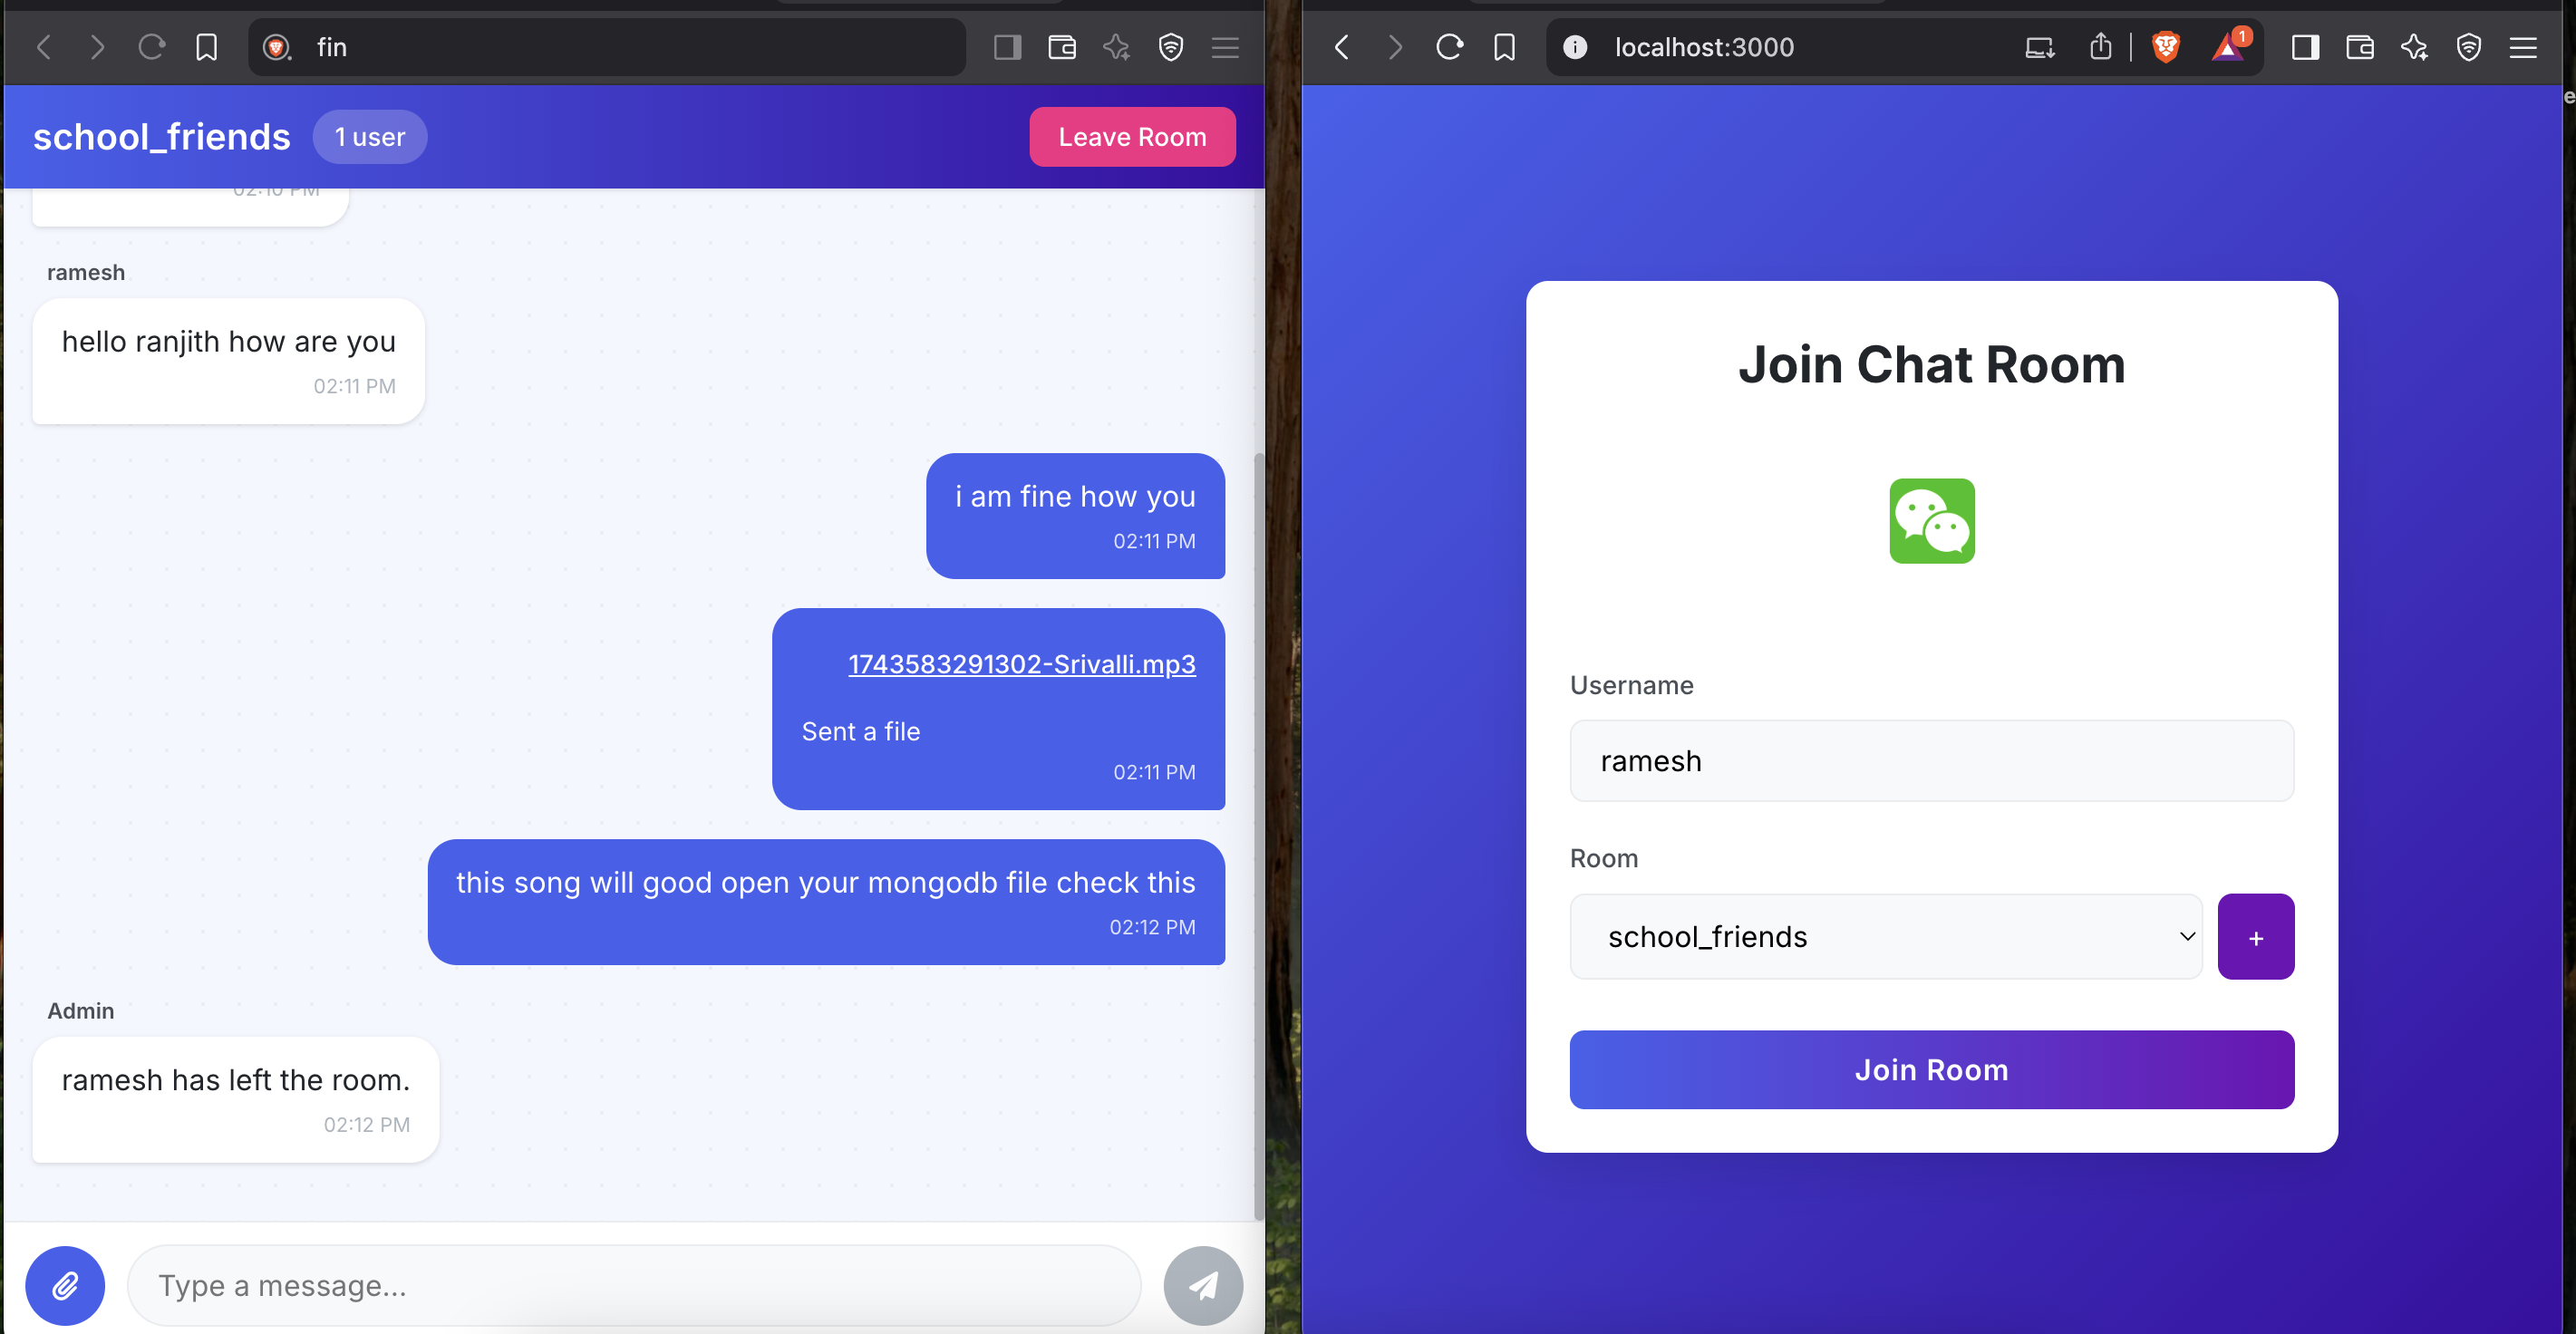 fin
school_friends
1 user
Leave Room
02:10 PM
ramesh
hello ranjith how are you
02:11 PM
i am fine how you
02:11 PM
1743583291302-Srivalli.mp3
Sent a file
02:11 PM
this song will good open your mongodb file check this
02:12 PM
Admin
ramesh has left the room.
02:12 PM
Type a message...
localhost:3000
1
Join Chat Room
Username
ramesh
Room
school_friends
+
Join Room
e